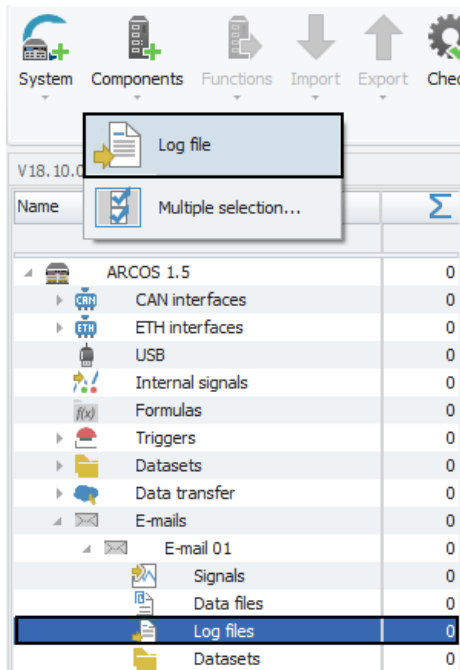 System Components Functions Import Export Chec
Log file
V18.10.0
Name Σ
Multiple selection...
ARCOS 1.5 0
CAN CAN interfaces 0
ETH ETH interfaces 0
USB 0
Internal signals 0
f(x) Formulas 0
Triggers 0
Datasets 0
Data transfer 0
E-mails 0
E-mail 01 0
Signals 0
Data files 0
Log files 0
Datasets 0